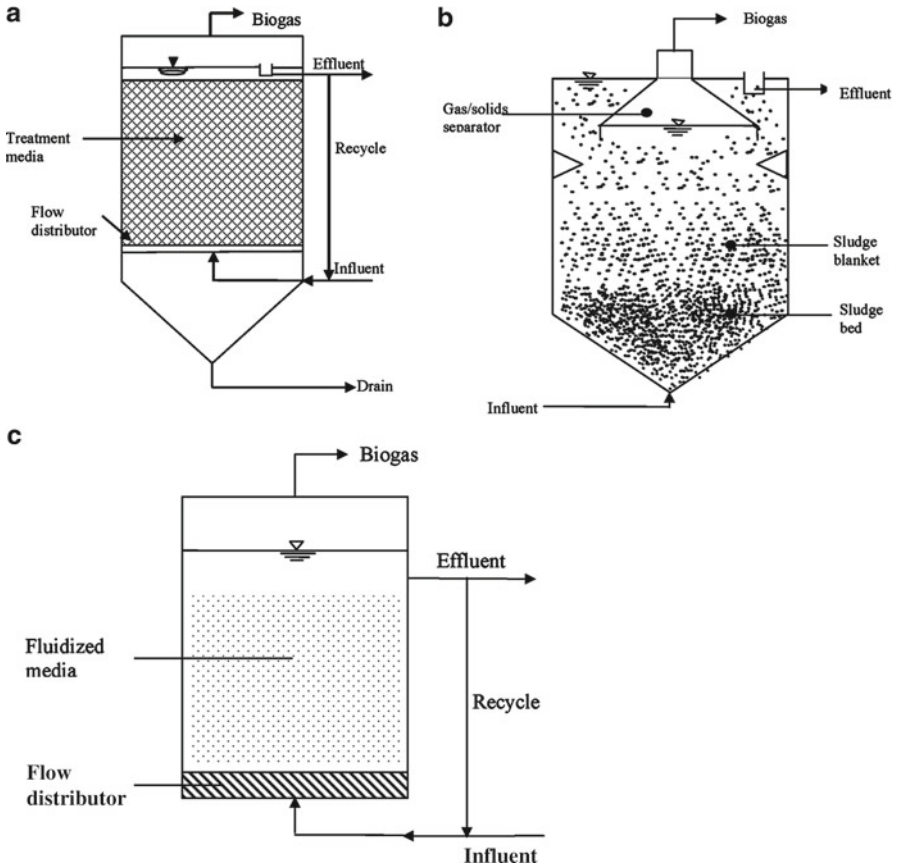 a
Biogas
Effluent
Treatment
media
Recycle
Flow
distributor
Influent
Drain
b
Biogas
Gas/solids
separator
Effluent
Sludge
blanket
Sludge
bed
Influent
c
Biogas
Effluent
Fluidized
media
Recycle
Flow
distributor
Influent